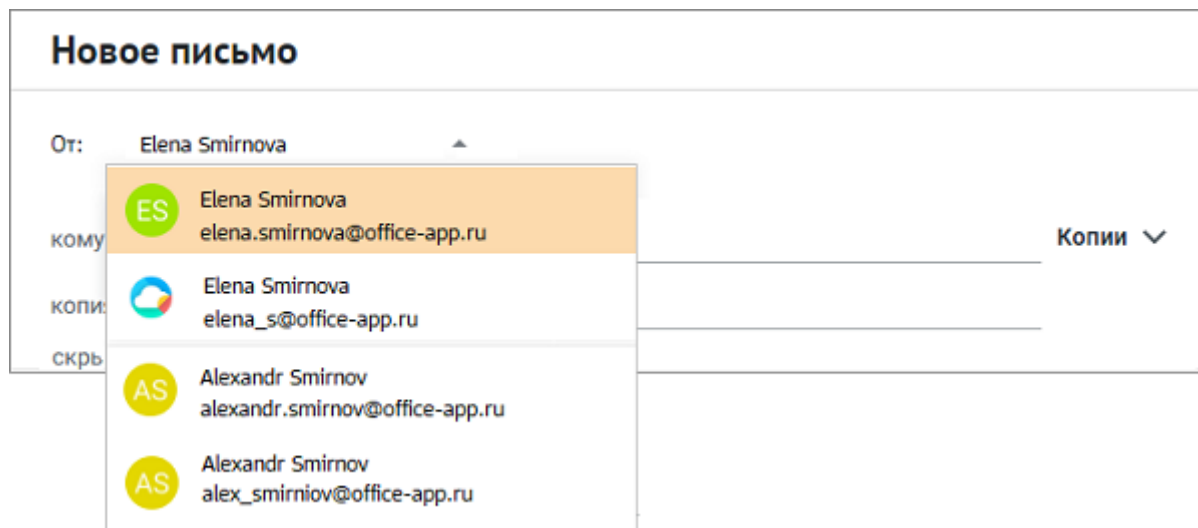 Новое письмо
От: Elena Smirnova
ES Elena Smirnova
elena.smirnova@office-app.ru
кому
Копии
Elena Smirnova
elena_s@office-app.ru
AS Alexandr Smirnov
alexandr.smirnov@office-app.ru
AS Alexandr Smirnov
alex_smirniov@office-app.ru